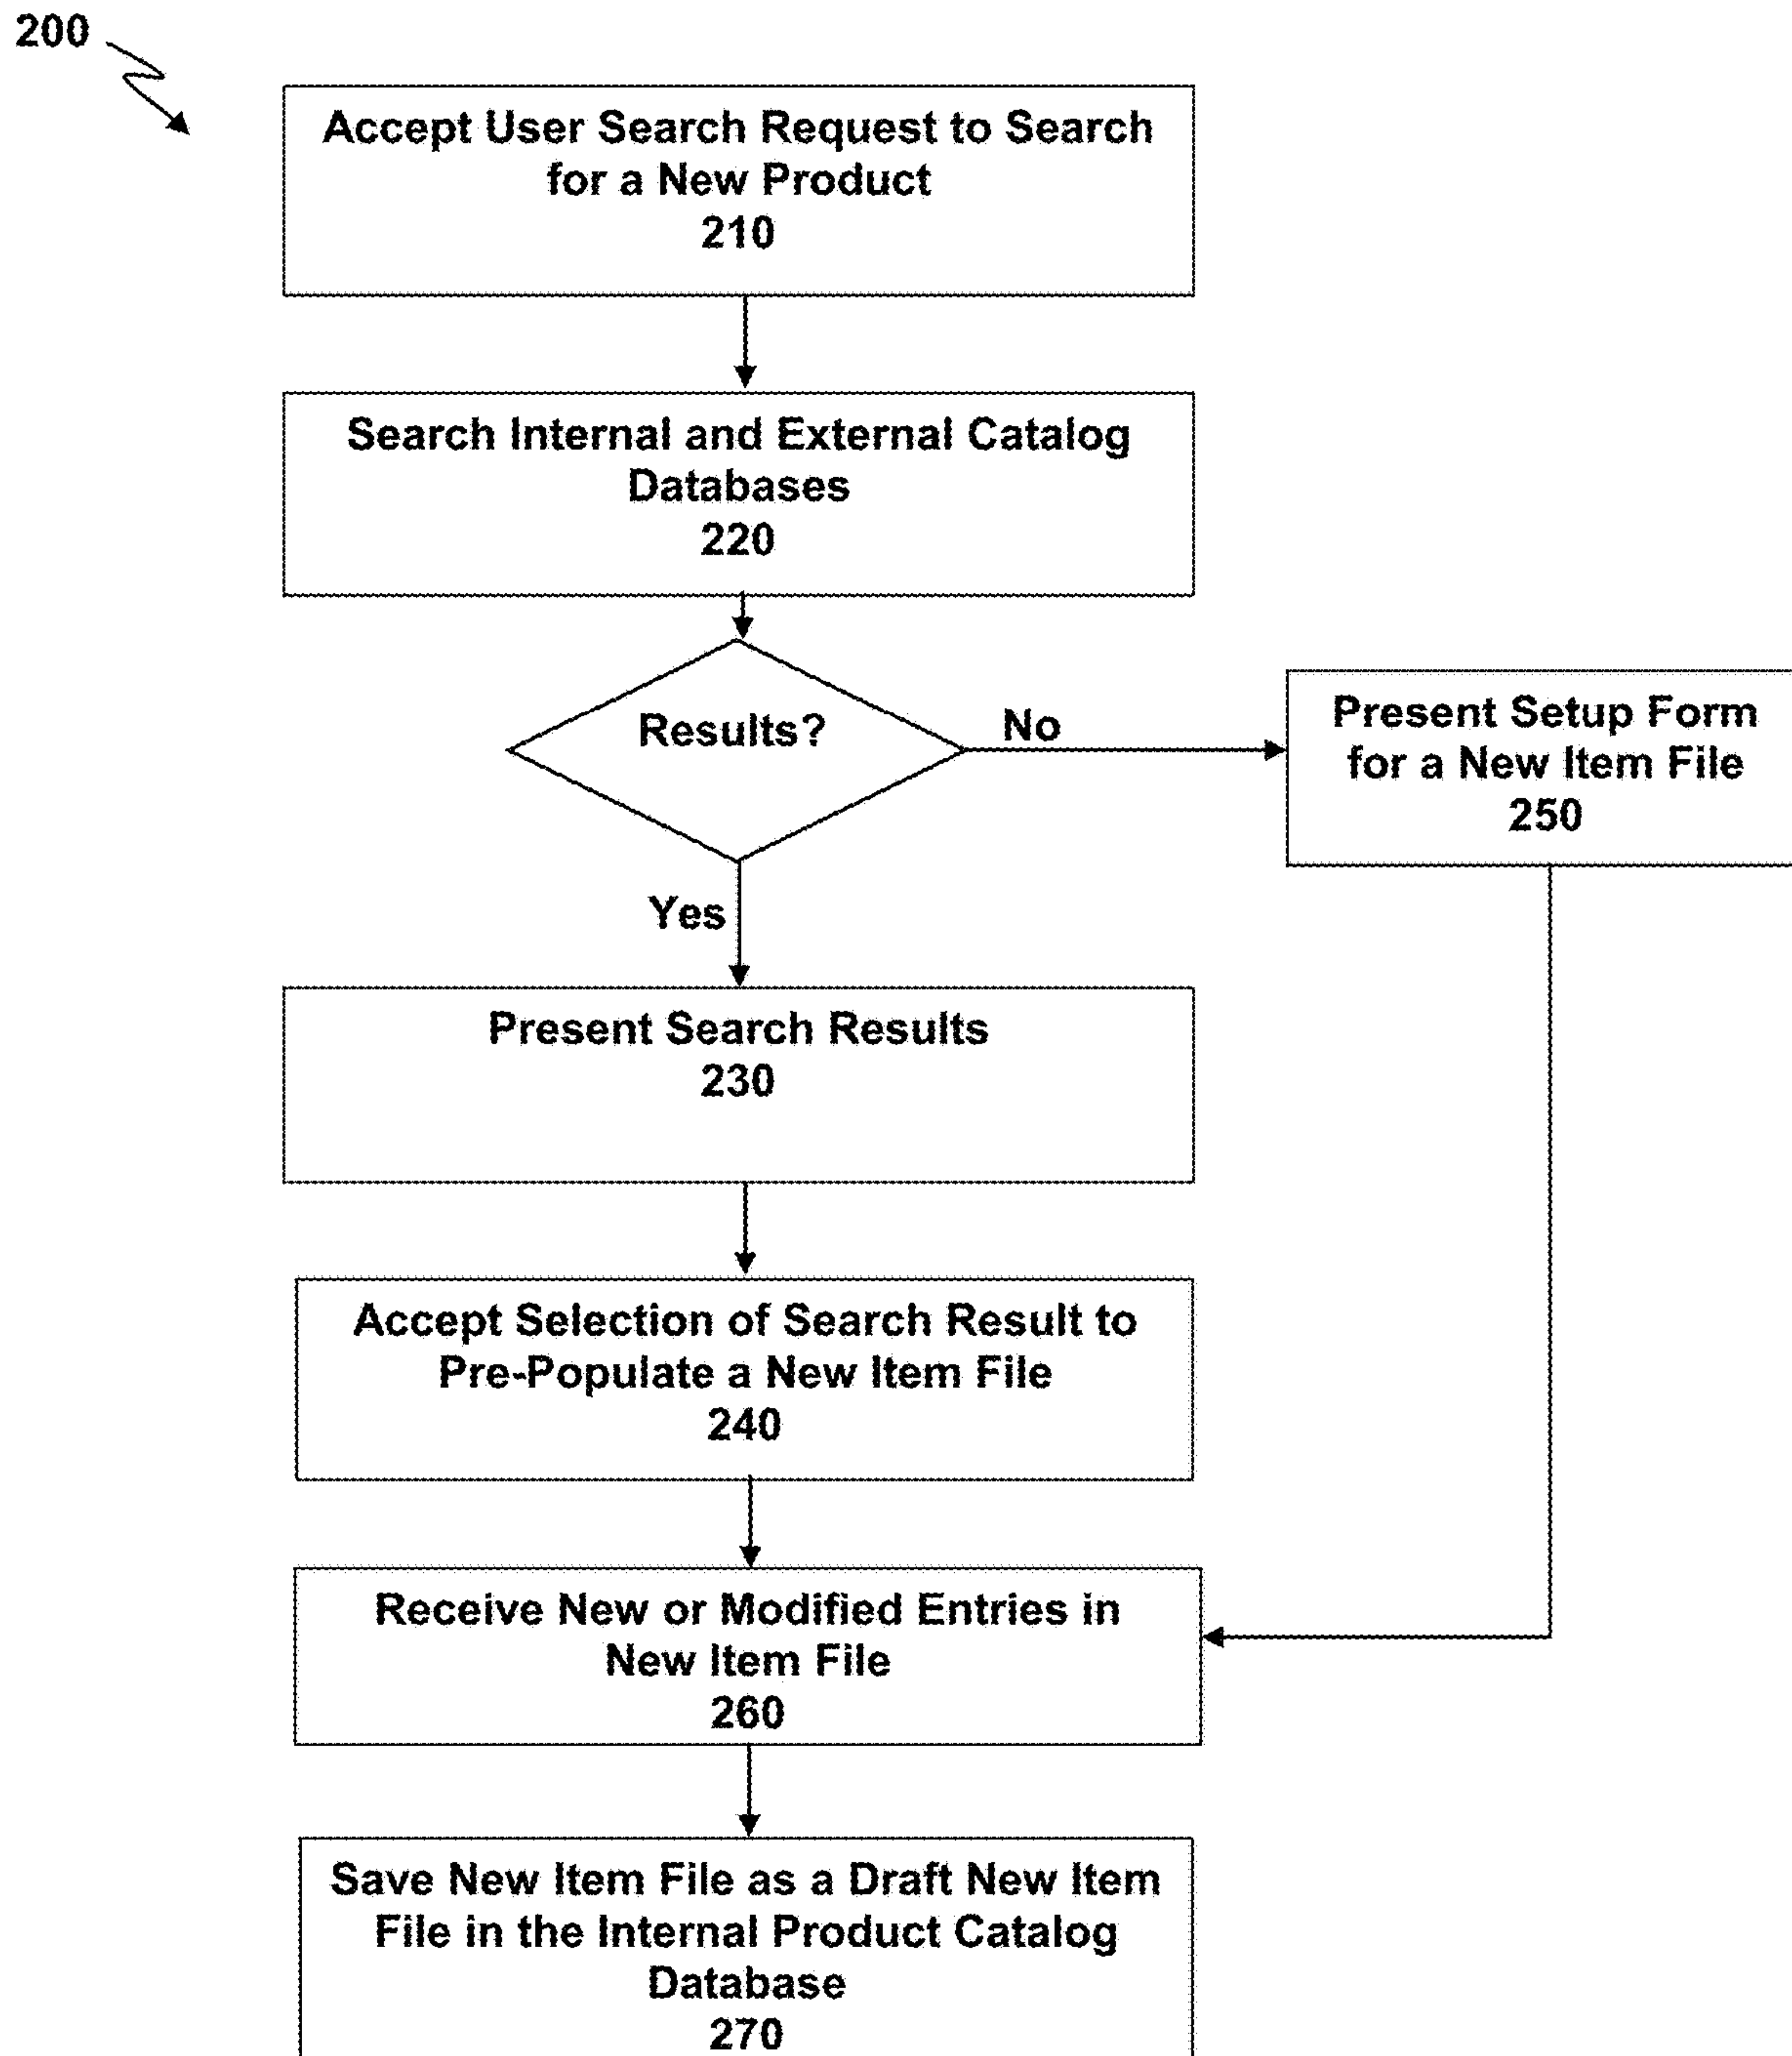 200
Accept User Search Request to Search
for a New Product
210
Search Internal and External Catalog
Databases
220
Results?
No
Present Setup Form
for a New Item File
250
Yes
Present Search Results
230
Accept Selection of Search Result to
Pre-Populate a New Item File
240
Receive New or Modified Entries in
New Item File
260
Save New Item File as a Draft New Item
File in the Internal Product Catalog
Database
270